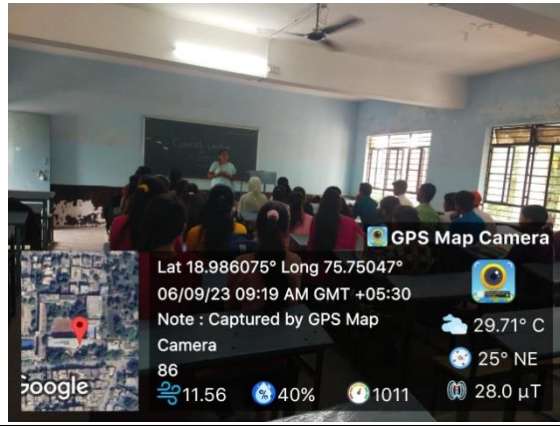 GPS Map Camera
Lat 18.986075° Long 75.75047°
06/09/23 09:19 AM GMT +05:30
Note : Captured by GPS Map
Camera
86
29.71° C
25° NE
11.56
40%
1011
28.0 µT
Google